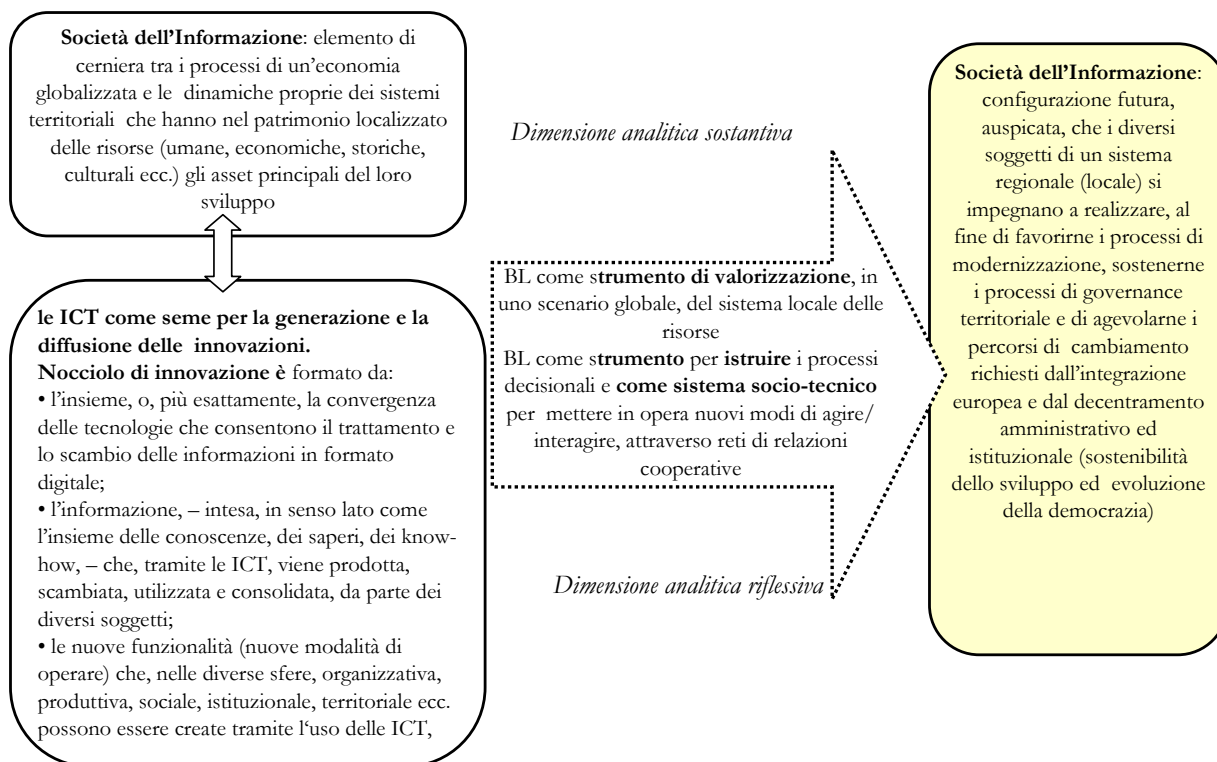 Società dell'Informazione: elemento di
cerniera tra i processi di un'economia
globalizzata e le dinamiche proprie dei sistemi
territoriali che hanno nel patrimonio localizzato
delle risorse (umane, economiche, storiche,
culturali ecc.) gli asset principali del loro
sviluppo
le ICT come seme per la generazione e la
diffusione delle innovazioni.
Nocciolo di innovazione è formato da:
• l'insieme, o, più esattamente, la convergenza
delle tecnologie che consentono il trattamento e
lo scambio delle informazioni in formato
digitale;
• l'informazione, – intesa, in senso lato come
l'insieme delle conoscenze, dei saperi, dei know-
how, – che, tramite le ICT, viene prodotta,
scambiata, utilizzata e consolidata, da parte dei
diversi soggetti;
• le nuove funzionalità (nuove modalità di
operare) che, nelle diverse sfere, organizzativa,
produttiva, sociale, istituzionale, territoriale ecc.
possono essere create tramite l'uso delle ICT,
Dimensione analitica sostantiva
BL come strumento di valorizzazione, in
uno scenario globale, del sistema locale delle
risorse
BL come strumento per istruire i processi
decisionali e come sistema socio-tecnico
per mettere in opera nuovi modi di agire/
interagire, attraverso reti di relazioni
cooperative
Dimensione analitica riflessiva
Società dell'Informazione:
configurazione futura,
auspicata, che i diversi
soggetti di un sistema
regionale (locale) si
impegnano a realizzare, al
fine di favorirne i processi di
modernizzazione, sostenerne
i processi di governance
territoriale e di agevolarne i
percorsi di cambiamento
richiesti dall'integrazione
europea e dal decentramento
amministrativo ed
istituzionale (sostenibilità
dello sviluppo ed evoluzione
della democrazia)